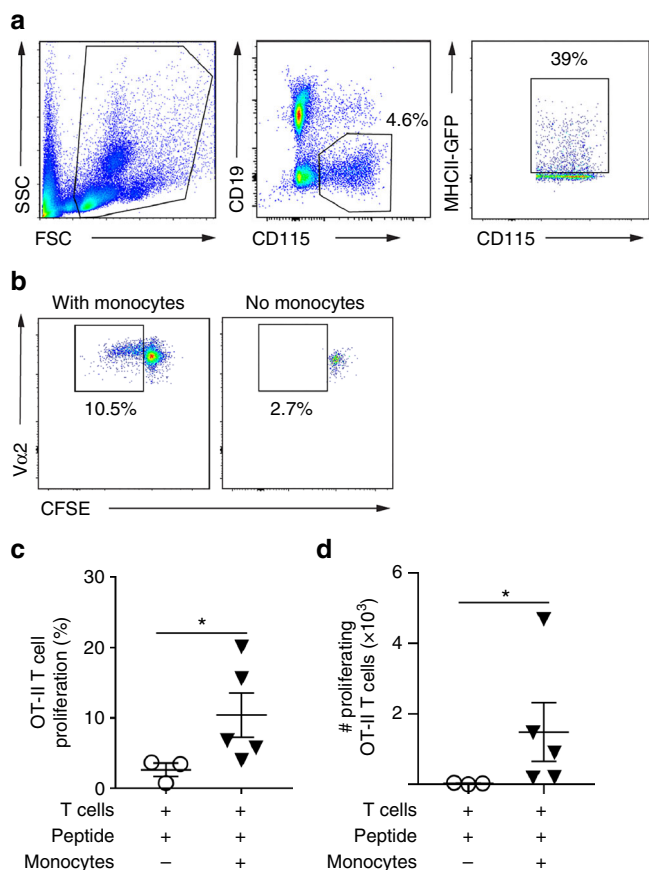 a
SSC
FSC
CD19
4.6%
CD115
MHCII-GFP
39%
CD115
b
With monocytes
No monocytes
Vα2
10.5%
2.7%
CFSE
c
OT-II T cell
proliferation (%)
30
20
10
0
*
T cells + +
Peptide + +
Monocytes – +
d
# proliferating
OT-II T cells (×10³)
6
4
2
*
T cells + +
Peptide + +
Monocytes – +